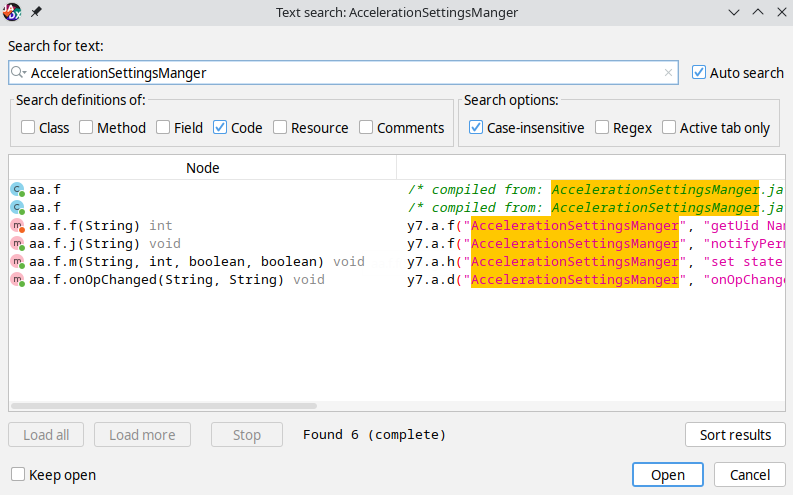 Text search: AccelerationSettingsManger
Search for text:
AccelerationSettingsManger
Auto search
Search definitions of:
Search options:
Class Method Field Code Resource Comments
Case-insensitive Regex Active tab only
Node
aa.f /* compiled from: AccelerationSettingsManger.ja
aa.f /* compiled from: AccelerationSettingsManger.ja
aa.f.f(String) int y7.a.f("AccelerationSettingsManger", "getUid Nam
aa.f.j(String) void y7.a.f("AccelerationSettingsManger", "notifyPerm
aa.f.m(String, int, boolean, boolean) void y7.a.h("AccelerationSettingsManger", "set state
aa.f.onOpChanged(String, String) void y7.a.d("AccelerationSettingsManger", "onOpChange
Load all Load more Stop Found 6 (complete) Sort results
Keep open Open Cancel